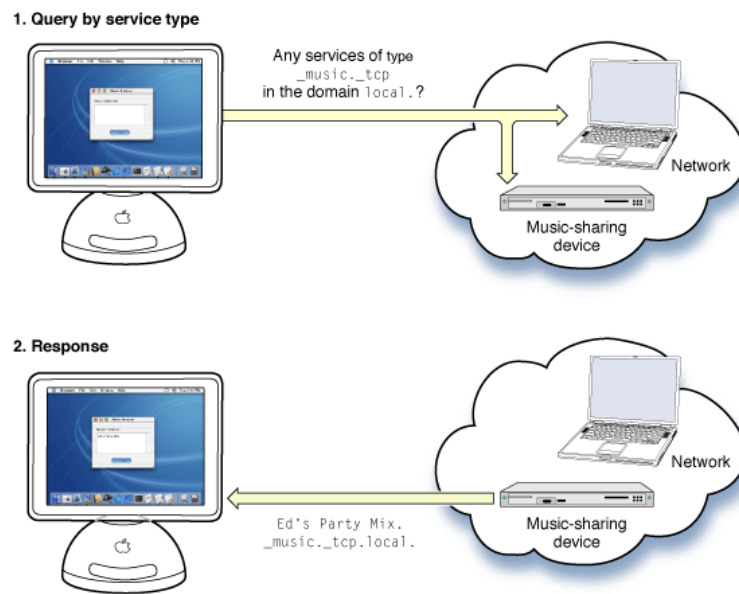 1. Query by service type
Any services of type
_music._tcp
in the domain local.?
Network
Music-sharing
device
2. Response
Ed's Party Mix.
_music._tcp.local.
Network
Music-sharing
device